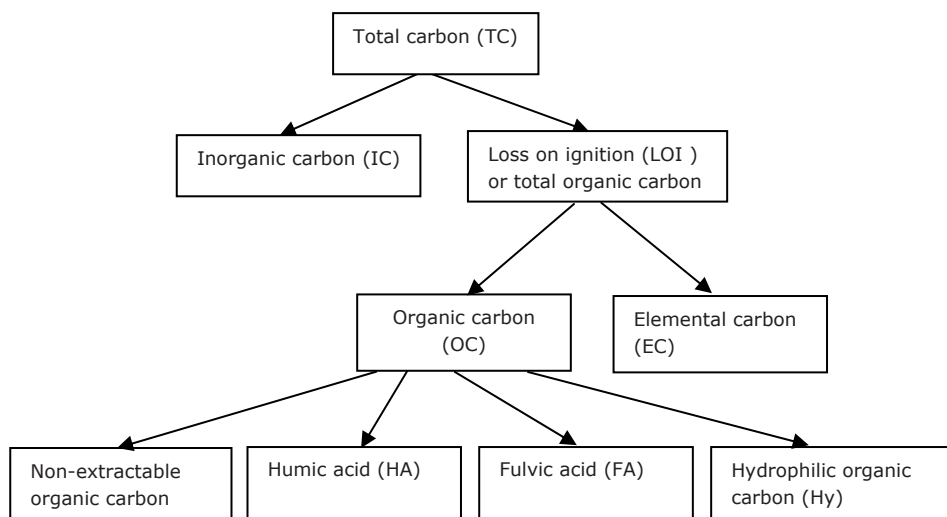 Total carbon (TC)
Inorganic carbon (IC)
Loss on ignition (LOI )
or total organic carbon
Organic carbon
(OC)
Elemental carbon
(EC)
Non-extractable
organic carbon
Humic acid (HA)
Fulvic acid (FA)
Hydrophilic organic
carbon (Hy)